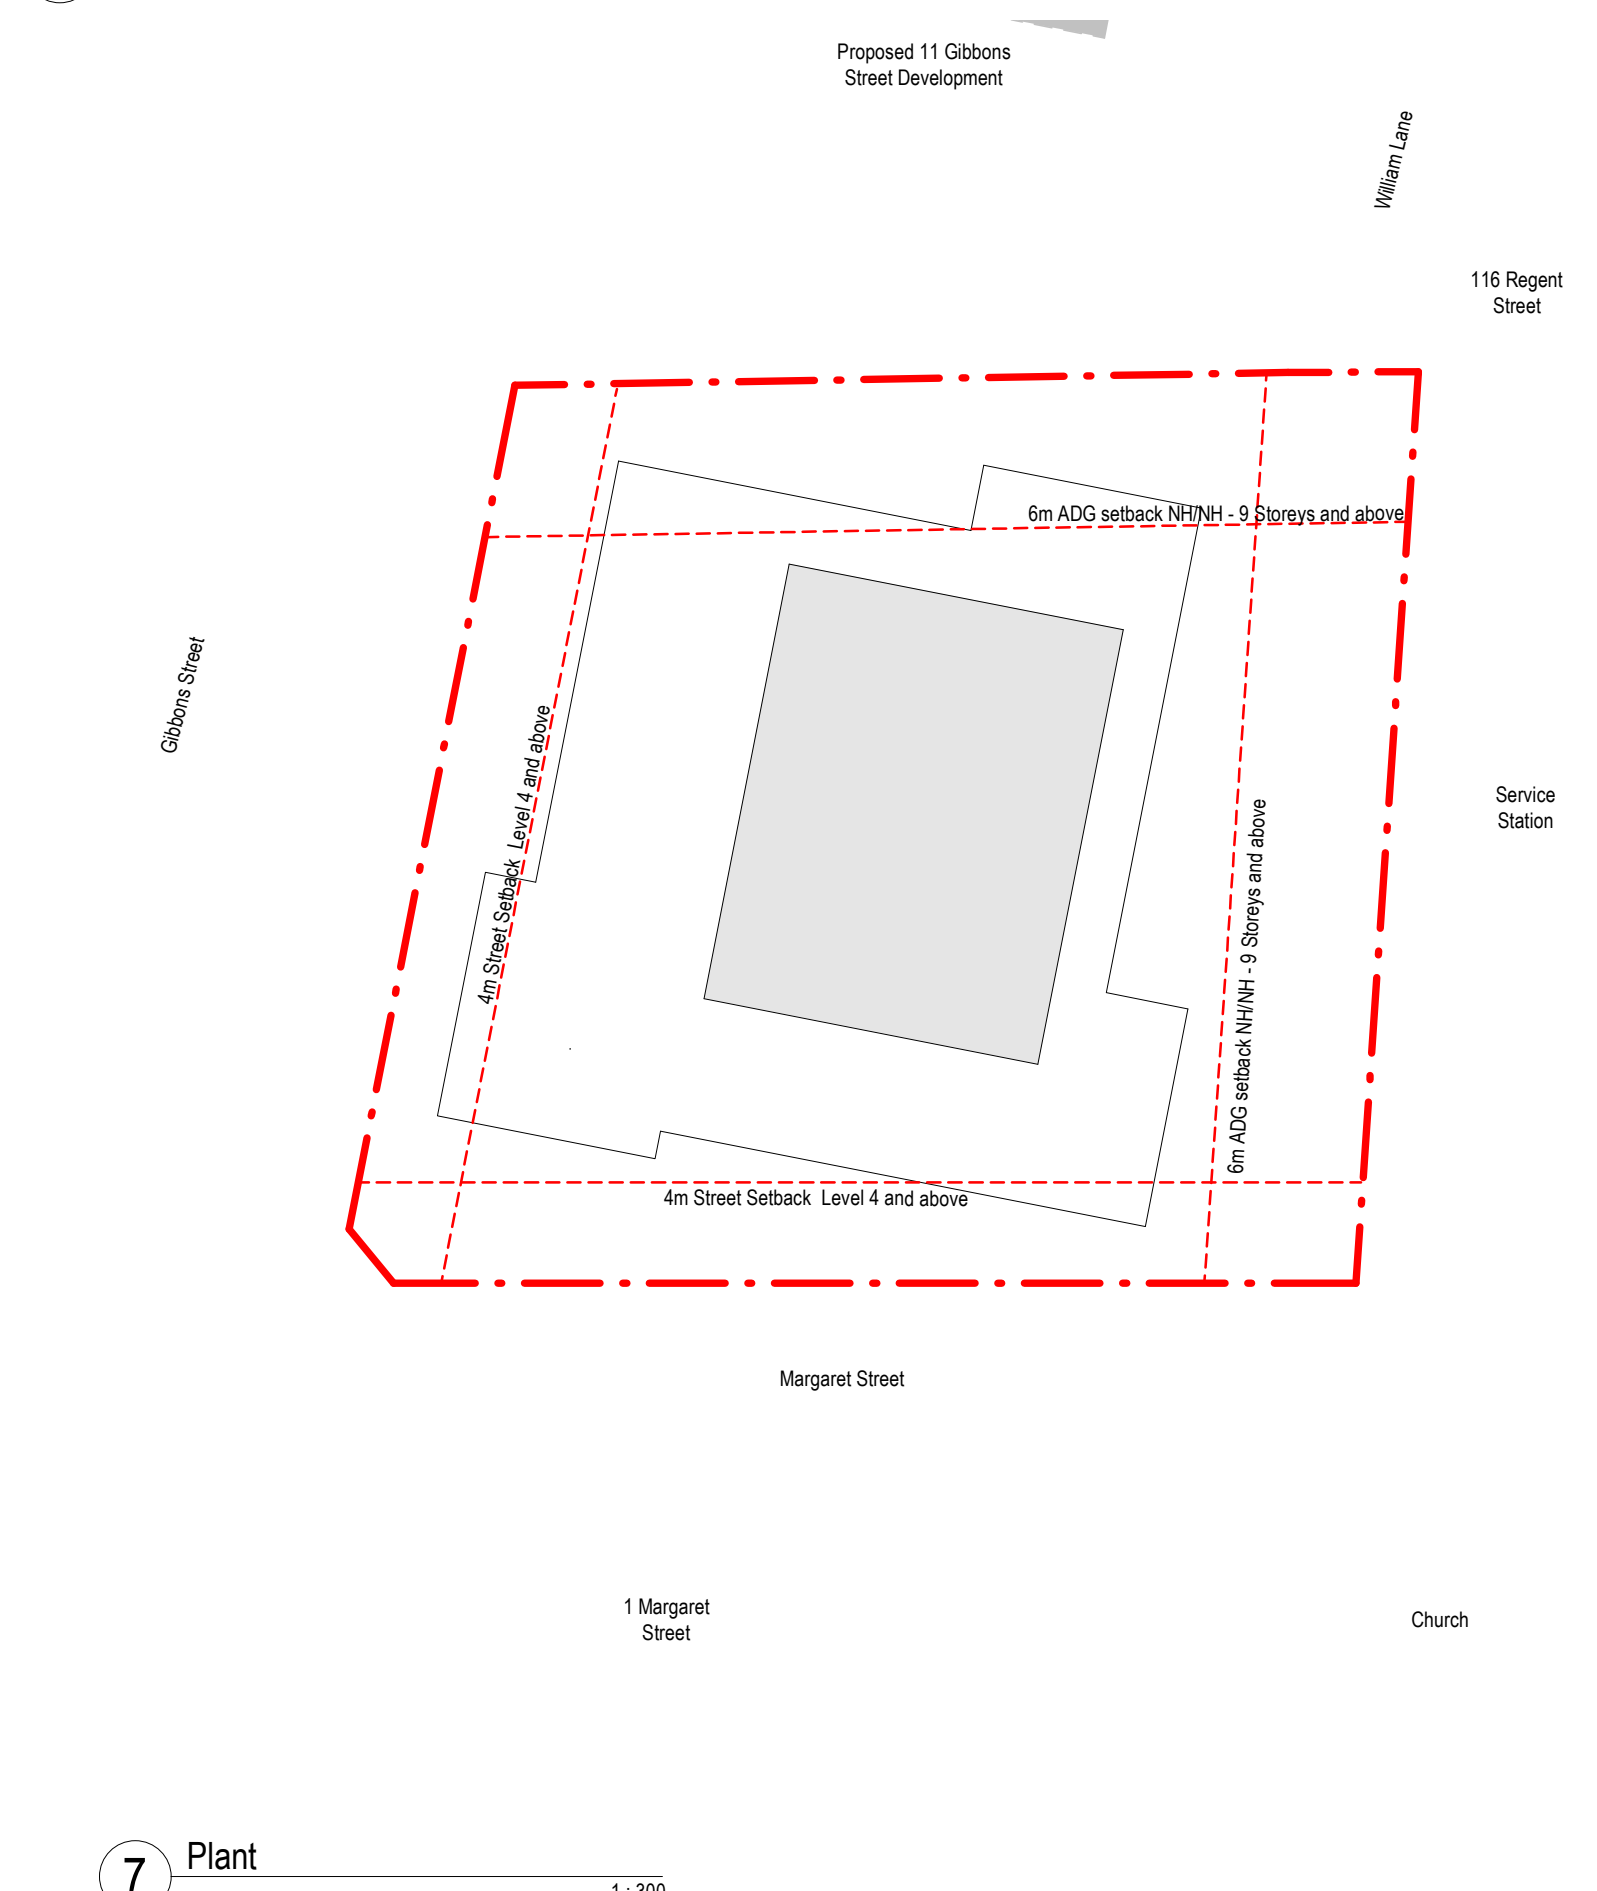 Proposed 11 Gibbons
Street Development
William Lane
116 Regent
Street
6m ADG setback NH/NH - 9 Storeys and above
Gibbons Street
4m Street Setback  Level 4 and above
Service
Station
6m ADG setback NH/NH - 9 Storeys and above
4m Street Setback  Level 4 and above
Margaret Street
1 Margaret
Street
Church
7
Plant
1 : 300